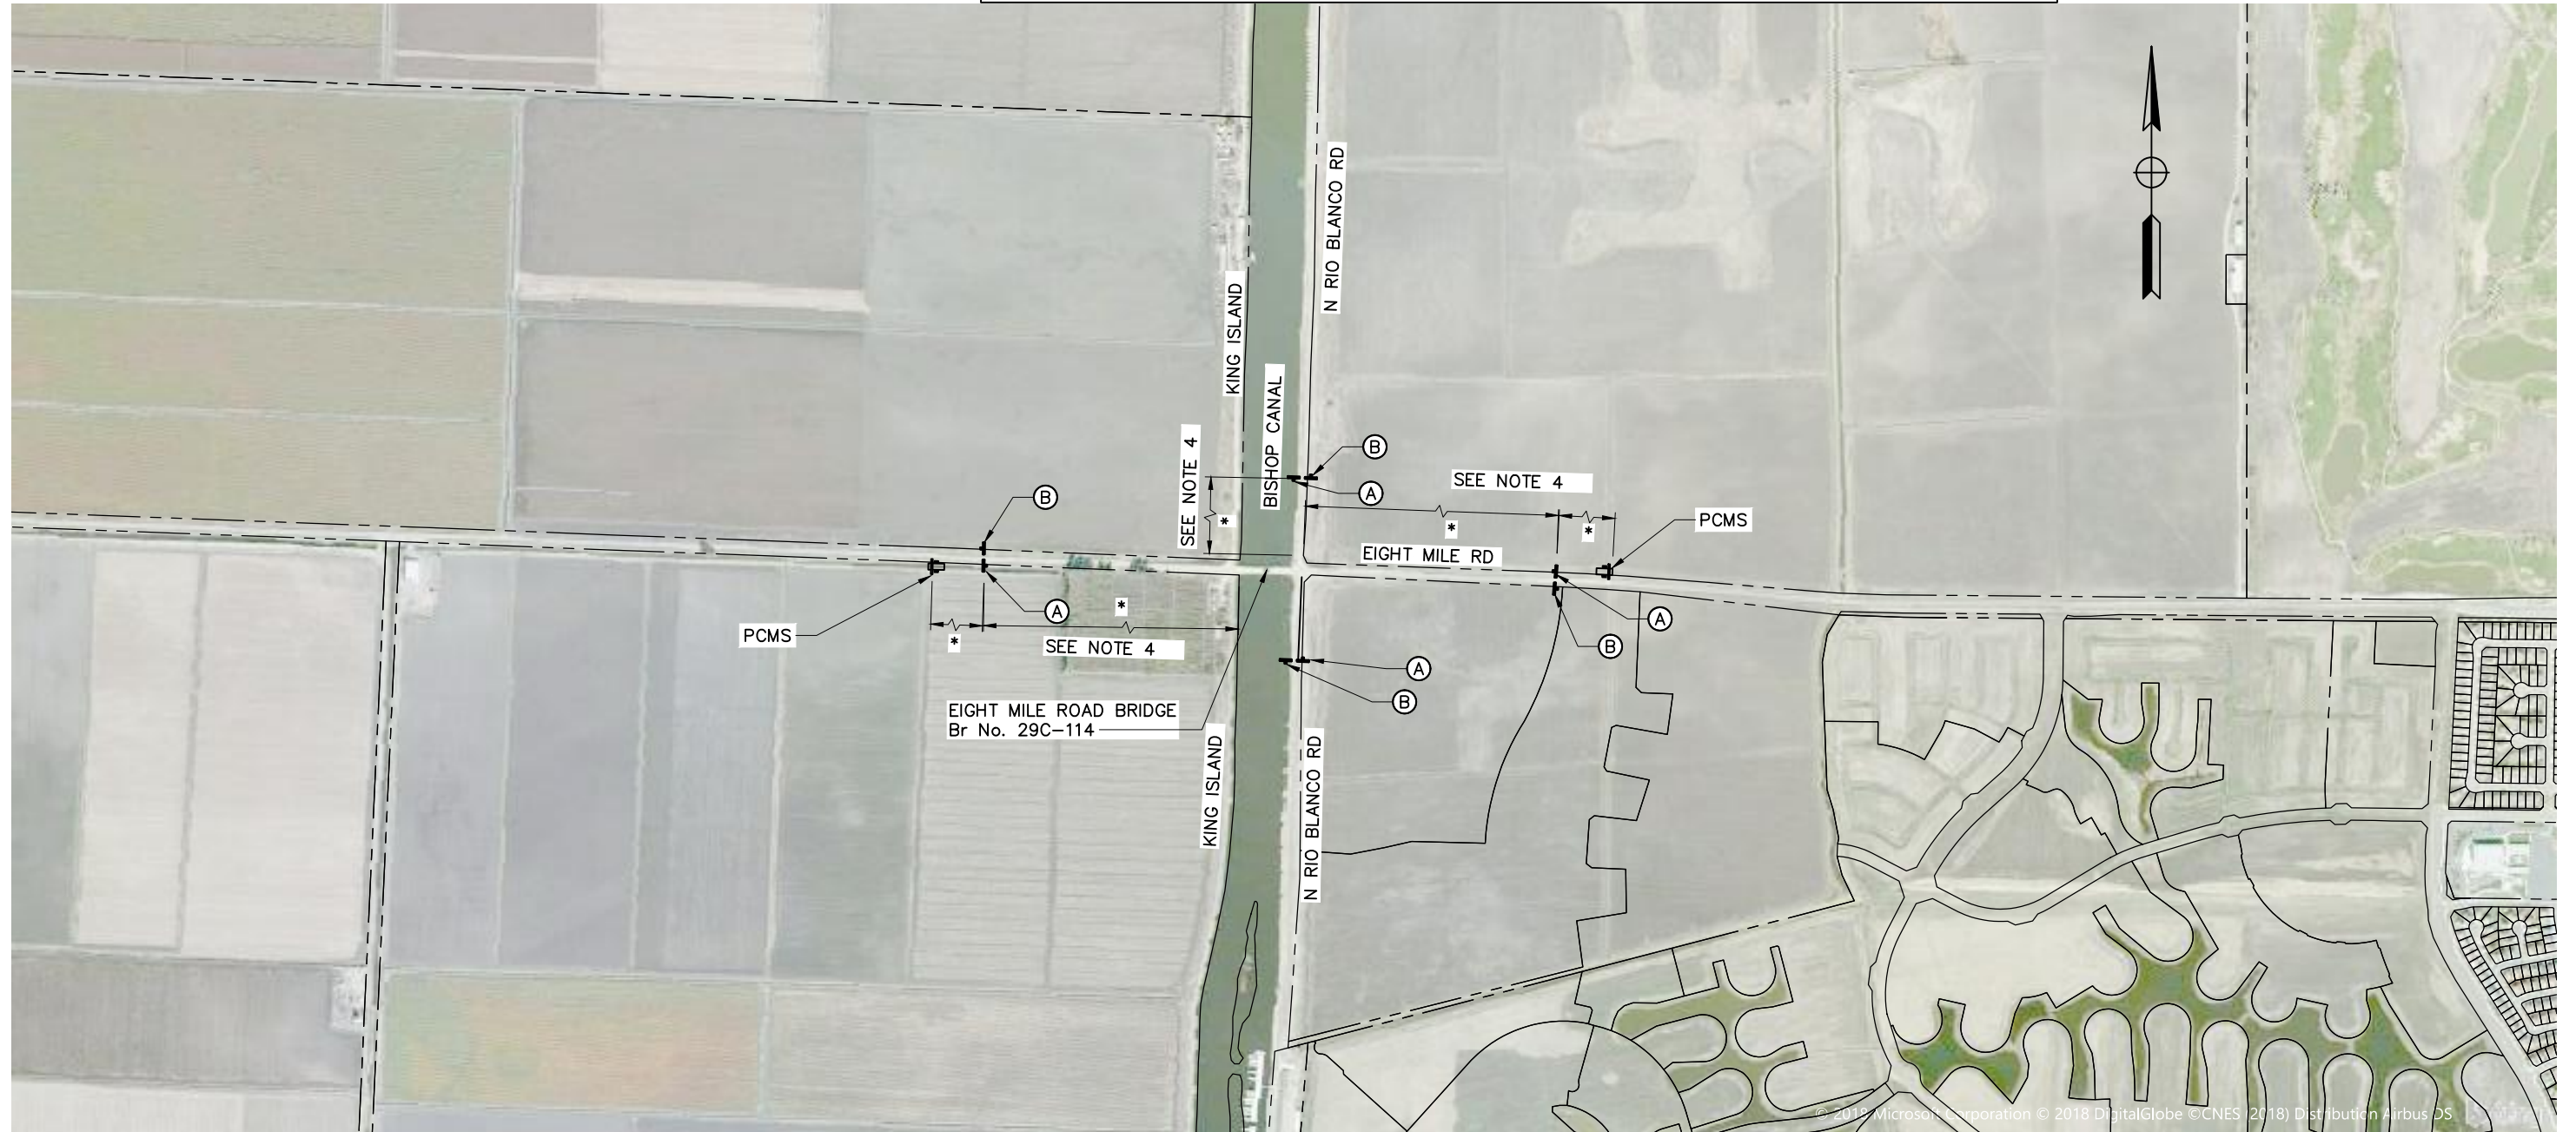 N RIO BLANCO RD
KING ISLAND
BISHOP CANAL
SEE NOTE 4
*
B
A
SEE NOTE 4
*
*
PCMS
B
EIGHT MILE RD
A
*
PCMS
*
SEE NOTE 4
A
B
A
B
EIGHT MILE ROAD BRIDGE
Br No. 29C-114
KING ISLAND
N RIO BLANCO RD
© 2018 Microsoft Corporation © 2018 DigitalGlobe ©CNES (2018) Distribution Airbus DS